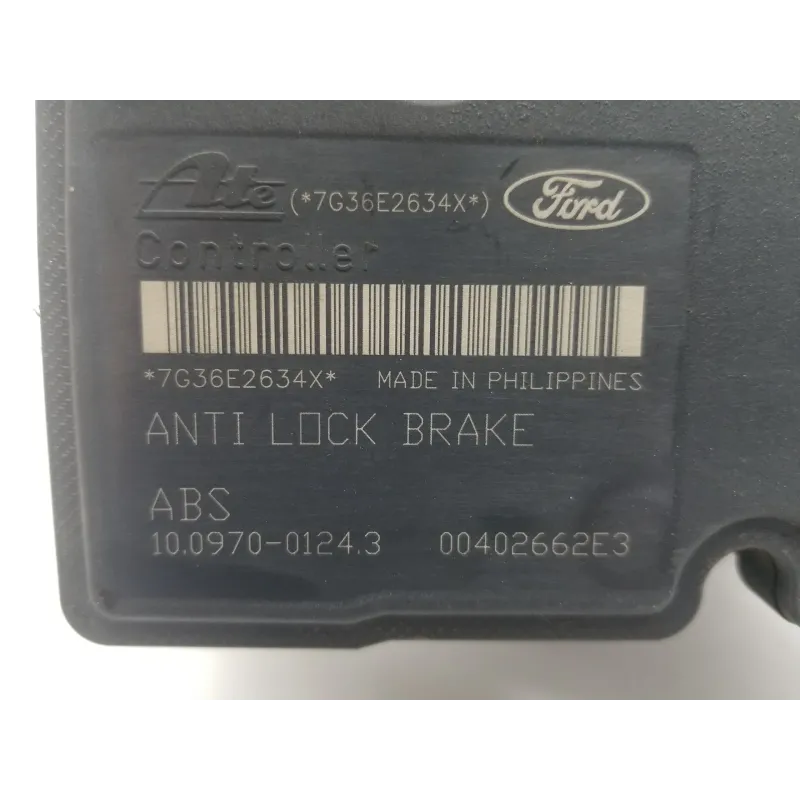 Ate (*7G36E2634X*) Ford
Controller
*7G36E2634X* MADE IN PHILIPPINES
ANTI LOCK BRAKE
ABS
10.0970-0124.3 00402662E3